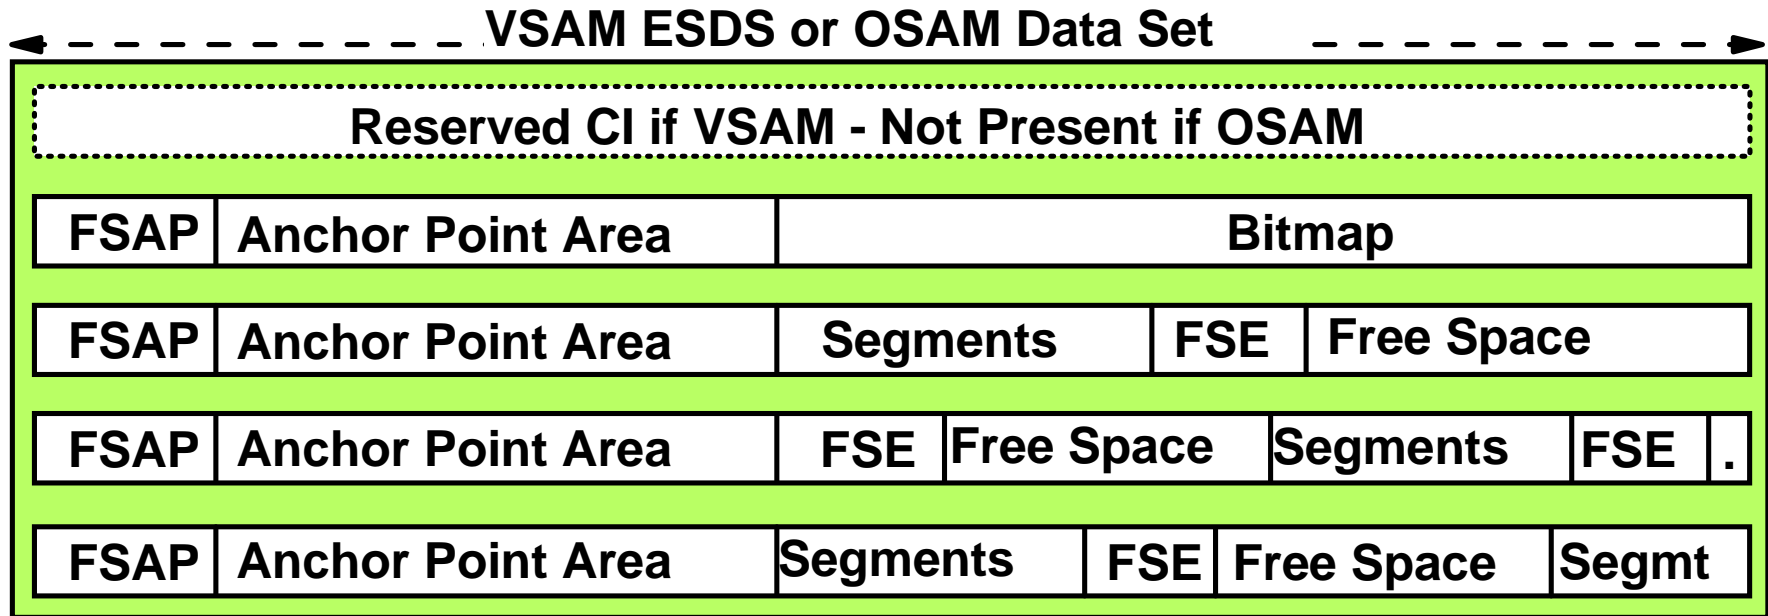 VSAM ESDS or OSAM Data Set
Reserved CI if VSAM - Not Present if OSAM
FSAP Anchor Point Area Bitmap
FSAP Anchor Point Area Segments FSE Free Space
FSAP Anchor Point Area FSE Free Space Segments FSE .
FSAP Anchor Point Area Segments FSE Free Space Segmt